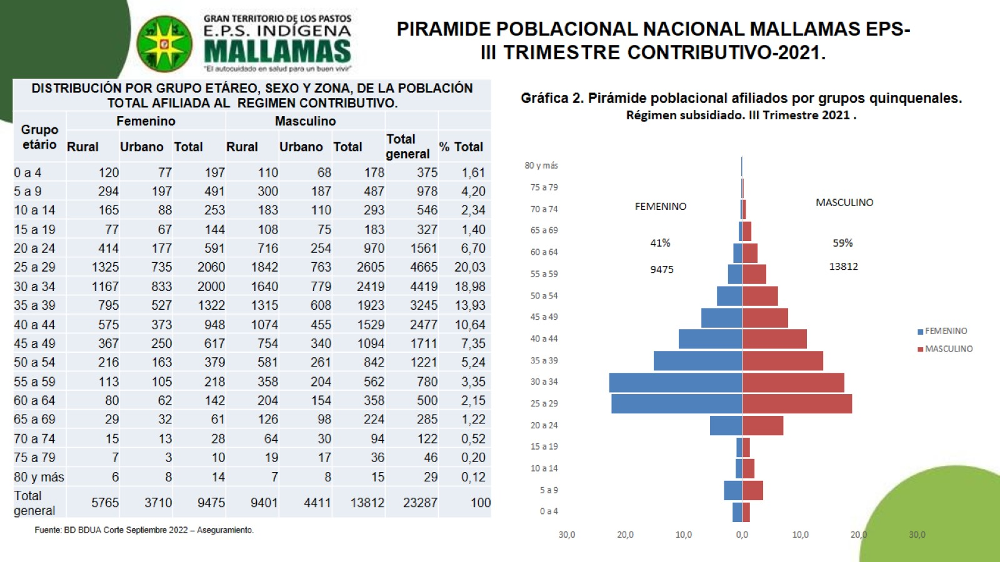 GRAN TERRITORIO DE LOS PASTOS
E.P.S. INDÍGENA
MALLAMAS
"El autocuidado en salud para un buen vivir"
PIRAMIDE POBLACIONAL NACIONAL MALLAMAS EPS-
III TRIMESTRE CONTRIBUTIVO-2021.
DISTRIBUCIÓN POR GRUPO ETÁREO, SEXO Y ZONA, DE LA POBLACIÓN
TOTAL AFILIADA AL REGIMEN CONTRIBUTIVO.
Grupo etário Femenino Masculino
Rural Urbano Total Rural Urbano Total Total general % Total
0 a 4 120 77 197 110 68 178 375 1,61
5 a 9 294 197 491 300 187 487 978 4,20
10 a 14 165 88 253 183 110 293 546 2,34
15 a 19 77 67 144 108 75 183 327 1,40
20 a 24 414 177 591 716 254 970 1561 6,70
25 a 29 1325 735 2060 1842 763 2605 4665 20,03
30 a 34 1167 833 2000 1640 779 2419 4419 18,98
35 a 39 795 527 1322 1315 608 1923 3245 13,93
40 a 44 575 373 948 1074 455 1529 2477 10,64
45 a 49 367 250 617 754 340 1094 1711 7,35
50 a 54 216 163 379 581 261 842 1221 5,24
55 a 59 113 105 218 358 204 562 780 3,35
60 a 64 80 62 142 204 154 358 500 2,15
65 a 69 29 32 61 126 98 224 285 1,22
70 a 74 15 13 28 64 30 94 122 0,52
75 a 79 7 3 10 19 17 36 46 0,20
80 y más 6 8 14 7 8 15 29 0,12
Total general 5765 3710 9475 9401 4411 13812 23287 100
Fuente: BD BDUA Corte Septiembre 2022 – Aseguramiento.
Gráfica 2. Pirámide poblacional afiliados por grupos quinquenales.
Régimen subsidiado. III Trimestre 2021 .
80 y más
75 a 79
70 a 74
65 a 69
60 a 64
55 a 59
50 a 54
45 a 49
40 a 44
35 a 39
30 a 34
25 a 29
20 a 24
15 a 19
10 a 14
5 a 9
0 a 4
30,0 20,0 10,0 0,0 10,0 20,0 30,0
FEMENINO
41%
9475
MASCULINO
59%
13812
FEMENINO
MASCULINO